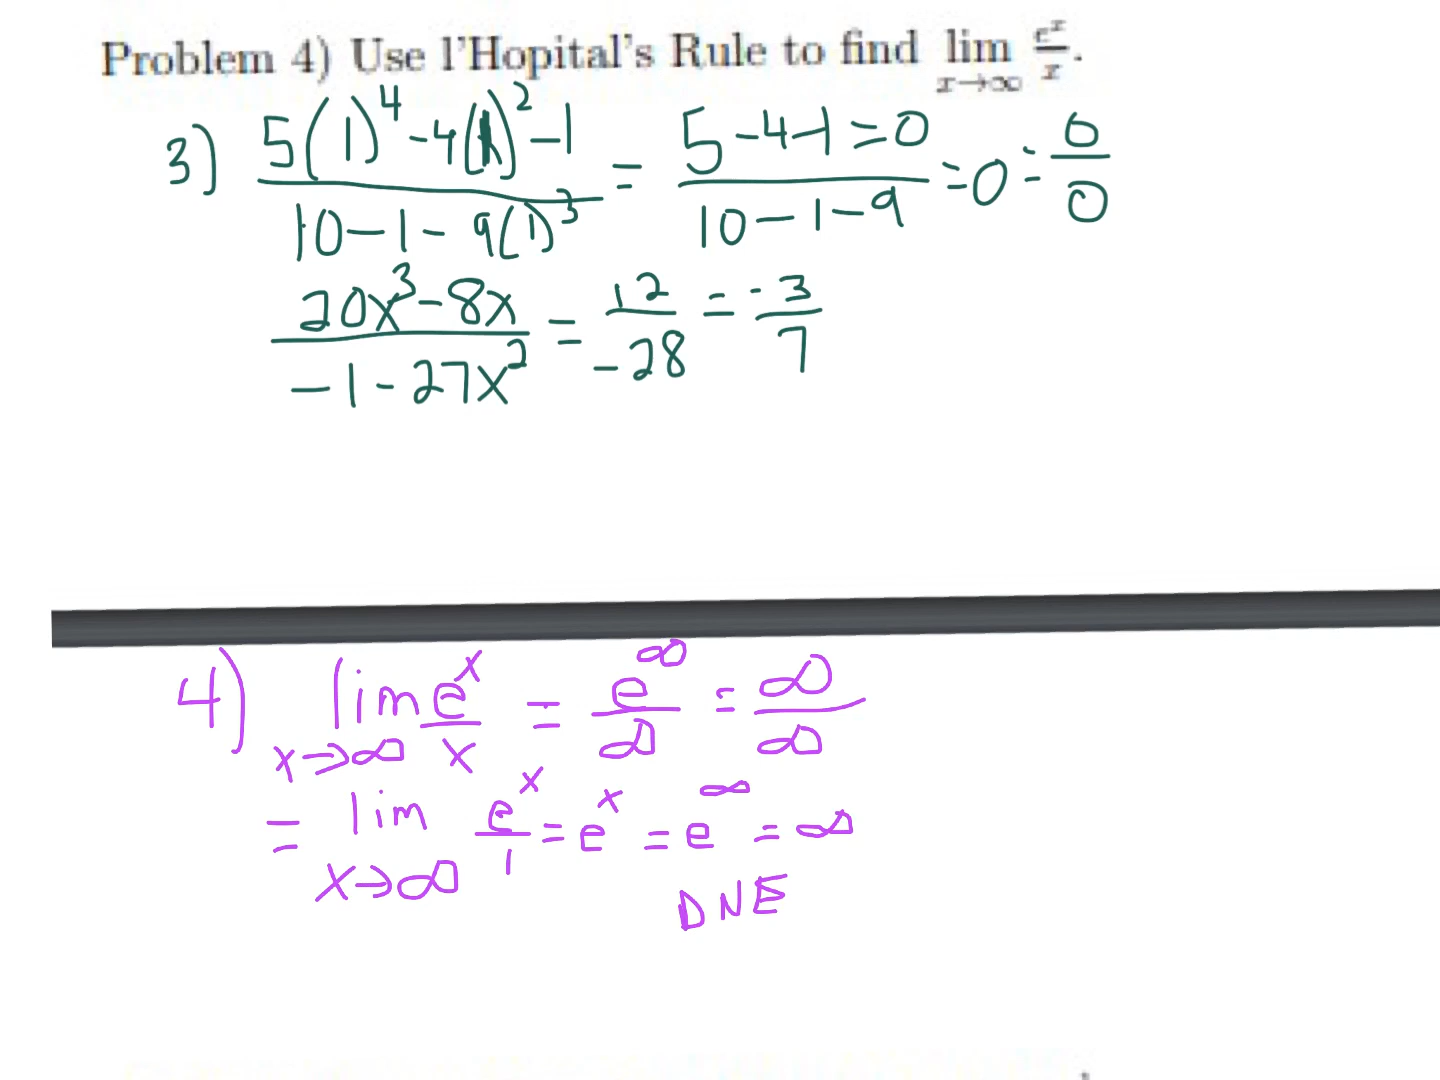 Problem 4) Use l'Hopital's Rule to find lim x→∞ e^x/x.
3) (5(1)^4 - 4(1)^2 - 1)/(10 - 1 - 9(1)^3) = (5 - 4 - 1 = 0)/(10 - 1 - 9) = 0 = 0/0
(20x^3 - 8x)/(-1 - 27x^2) = 12/-28 = -3/7
4) lim x→∞ e^x/x = e^∞/∞ = ∞/∞
= lim x→∞ e^x/1 = e^x = e^∞ = ∞
DNE